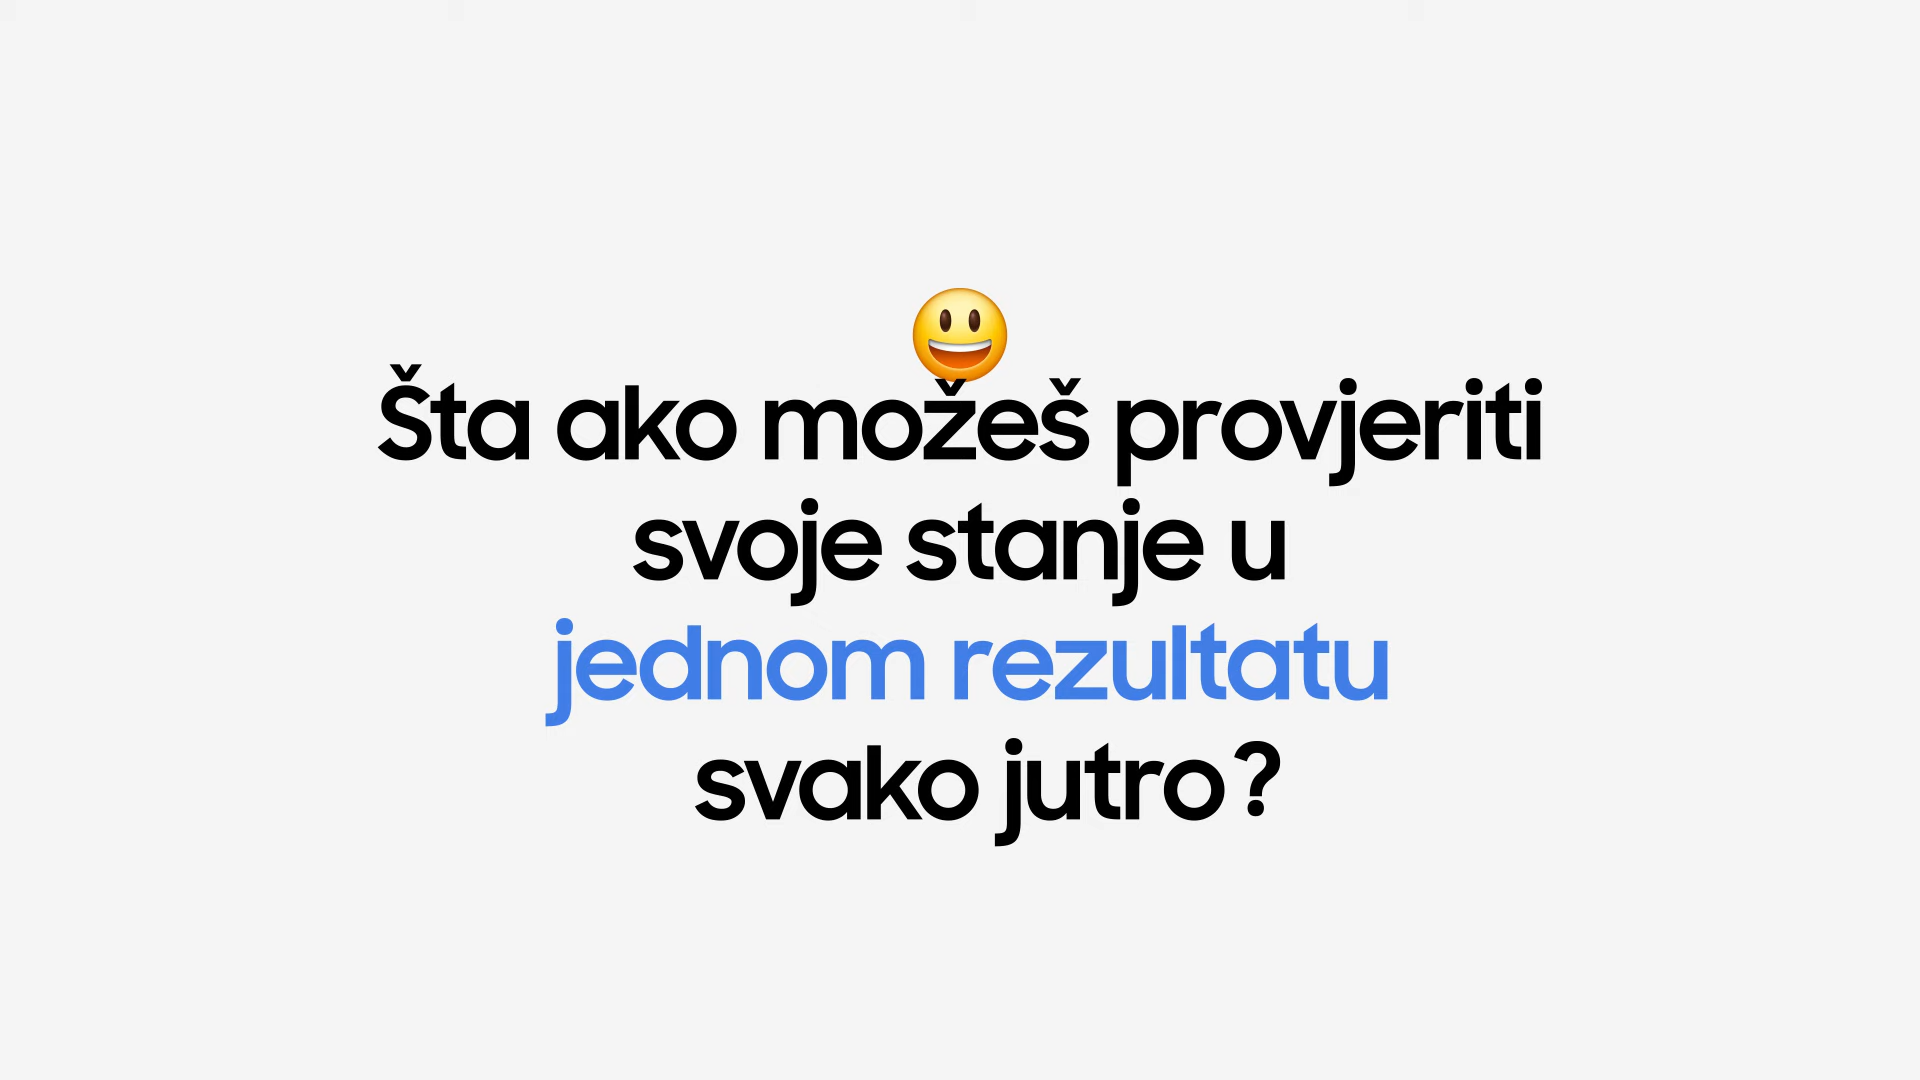 Šta ako možeš provjeriti
svoje stanje u
jednom rezultatu
svako jutro?